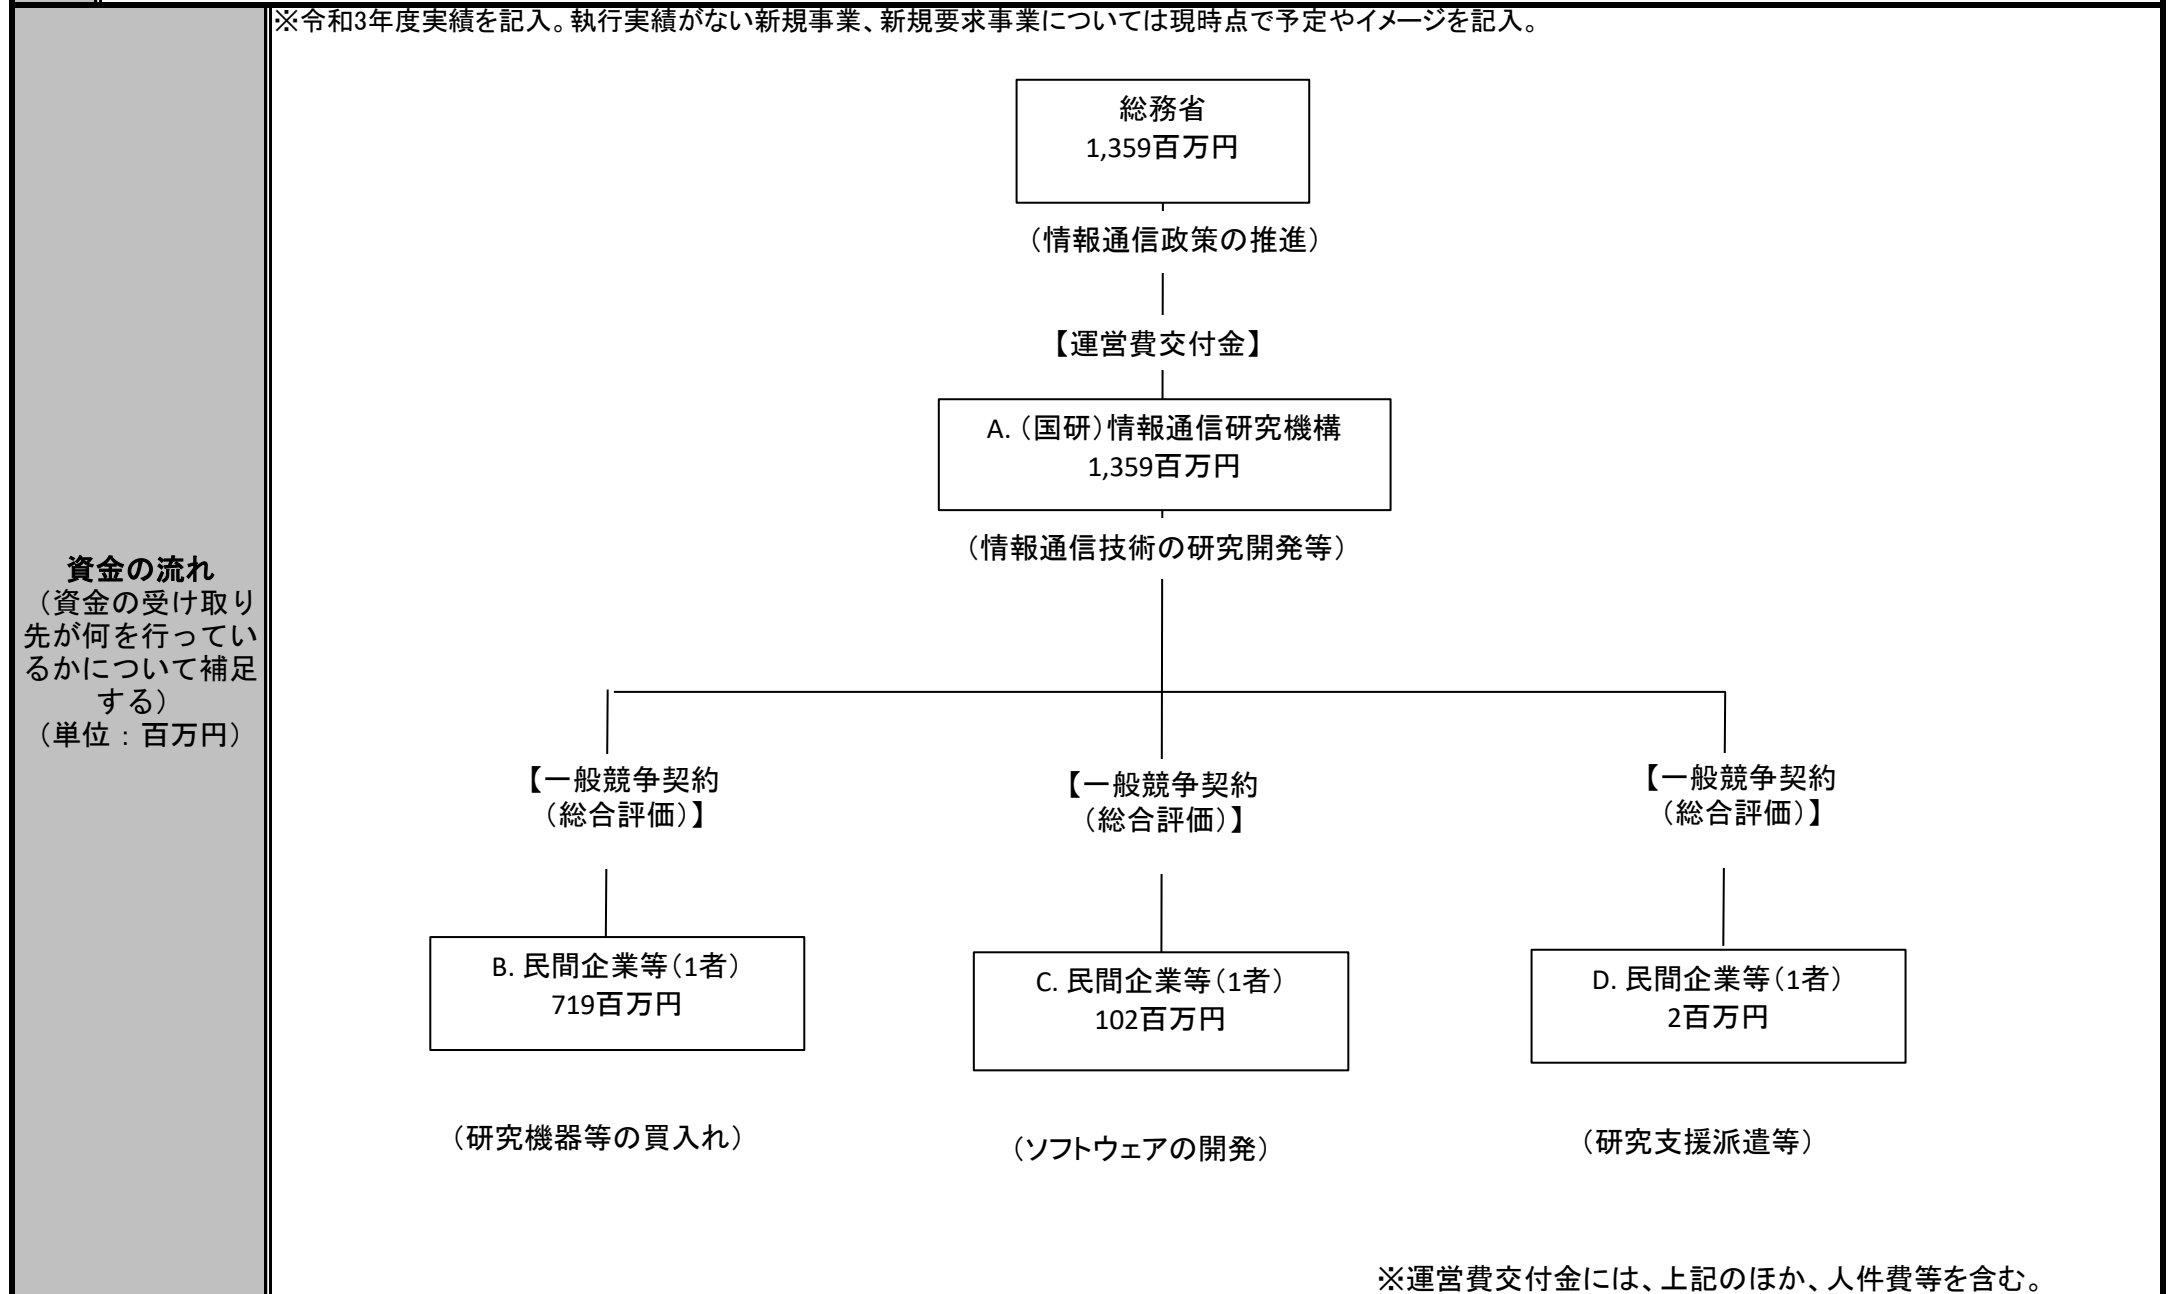 ※令和3年度実績を記入。執行実績がない新規事業、新規要求事業については現時点で予定やイメージを記入。
資金の流れ
（資金の受け取り
先が何を行ってい
るかについて補足
する）
（単位：百万円）
総務省
1,359百万円
（情報通信政策の推進）
【運営費交付金】
A.（国研）情報通信研究機構
1,359百万円
（情報通信技術の研究開発等）
【一般競争契約
（総合評価）】
B. 民間企業等（1者）
719百万円
（研究機器等の買入れ）
【一般競争契約
（総合評価）】
C. 民間企業等（1者）
102百万円
（ソフトウェアの開発）
【一般競争契約
（総合評価）】
D. 民間企業等（1者）
2百万円
（研究支援派遣等）
※運営費交付金には、上記のほか、人件費等を含む。